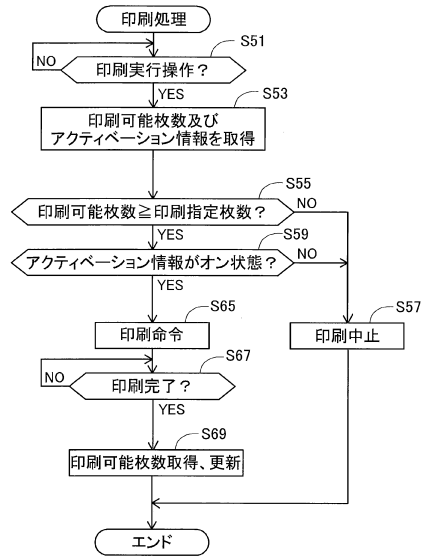 印刷処理
S51
NO
印刷実行操作？
YES
S53
印刷可能枚数及び
アクティベーション情報を取得
S55
印刷可能枚数≧印刷指定枚数？
NO
YES
S59
アクティベーション情報がオン状態？
NO
YES
S65
印刷命令
S57
印刷中止
S67
NO
印刷完了？
YES
S69
印刷可能枚数取得、更新
エンド